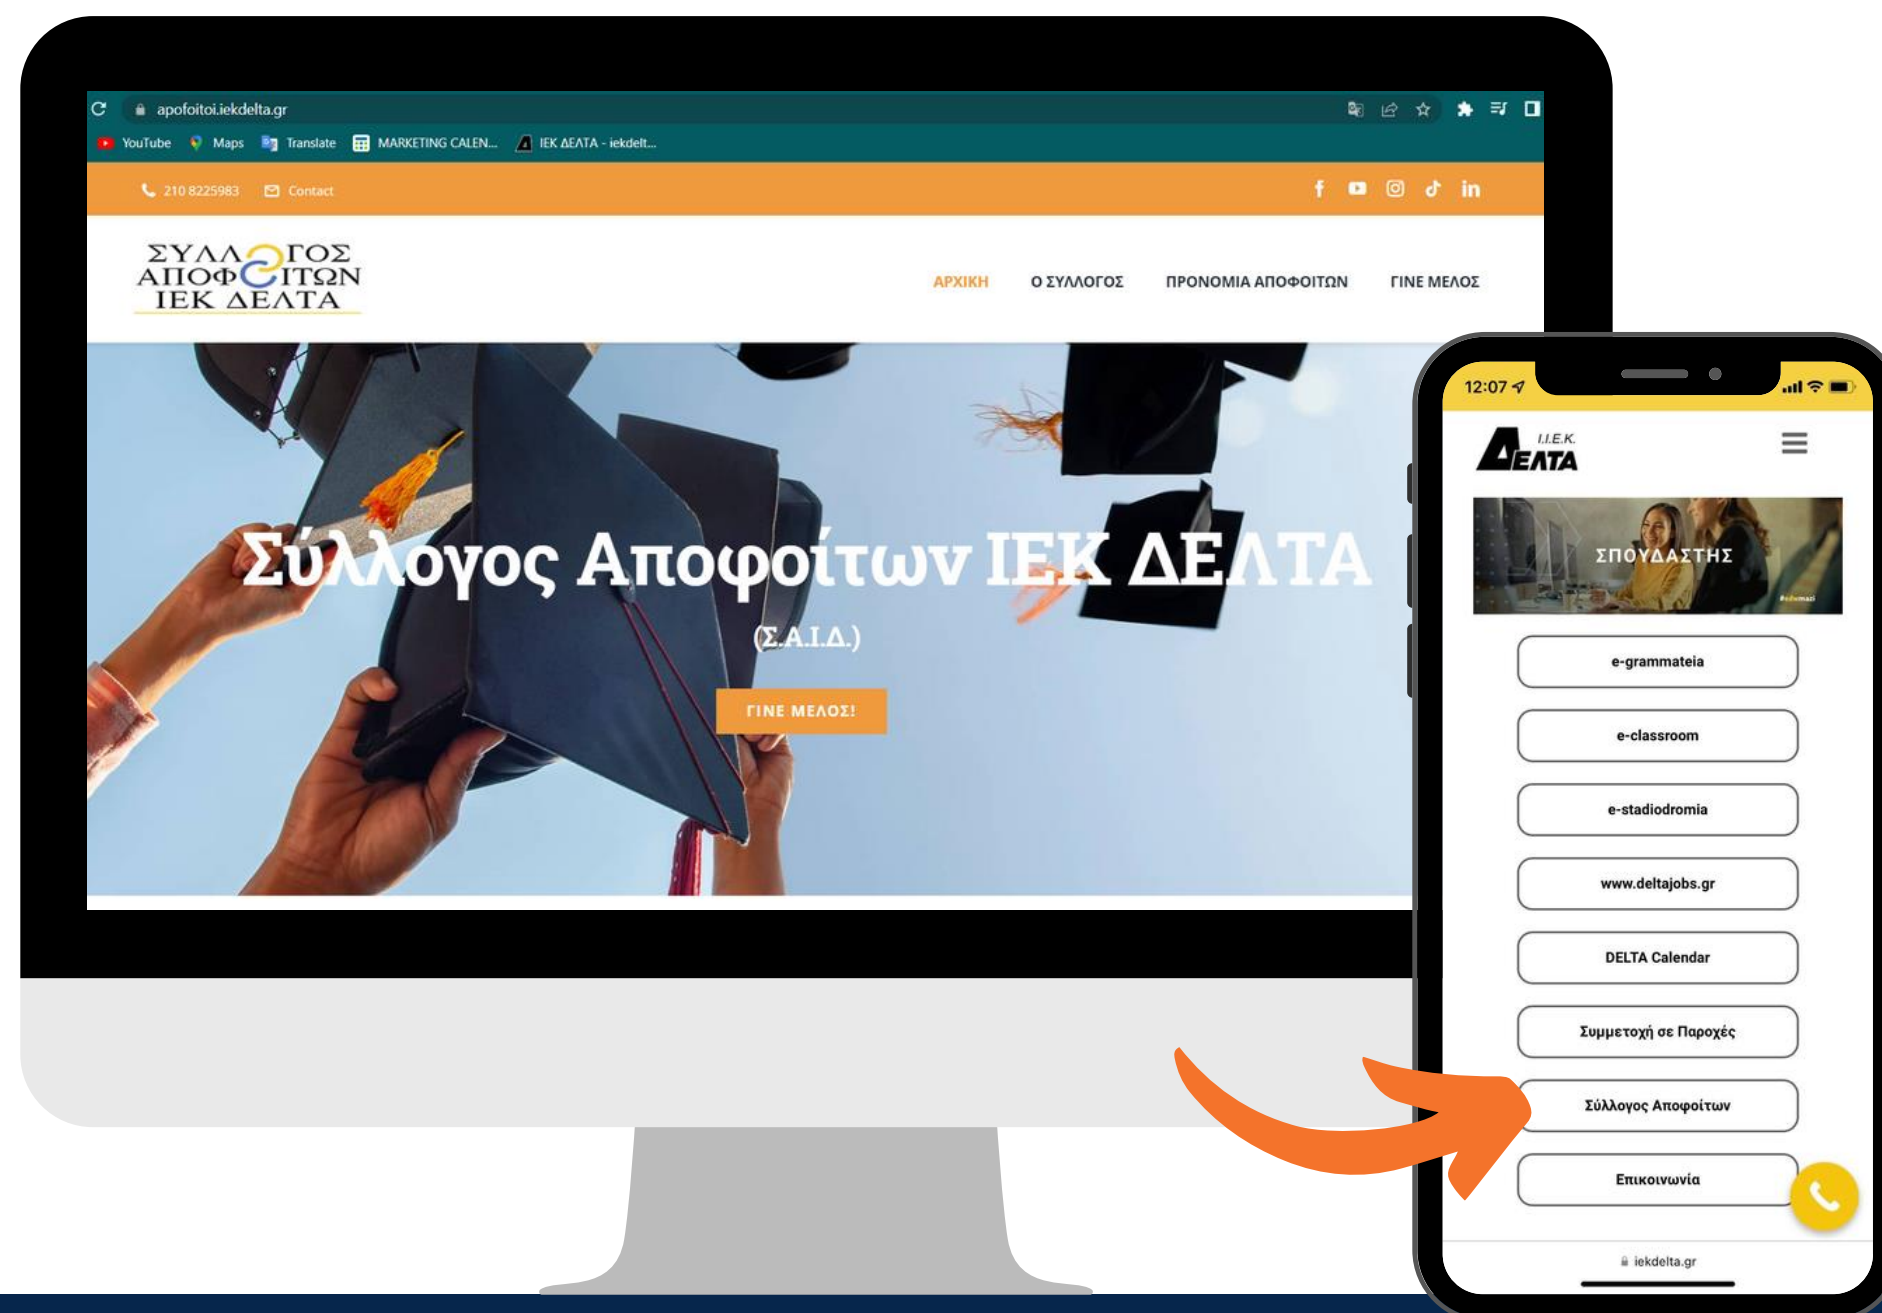 apofoitoi.iekdelta.gr
YouTube Maps Translate MARKETING CALEN... ΙΕΚ ΔΕΛΤΑ - iekdelt...
210 8225983 Contact
ΣΥΛΛΟΓΟΣ
ΑΠΟΦΟΙΤΩΝ
ΙΕΚ ΔΕΛΤΑ
ΑΡΧΙΚΗ Ο ΣΥΛΛΟΓΟΣ ΠΡΟΝΟΜΙΑ ΑΠΟΦΟΙΤΩΝ ΓΙΝΕ ΜΕΛΟΣ
Σύλλογος Αποφοίτων ΙΕΚ ΔΕΛΤΑ
(Σ.Α.Ι.Δ.)
ΓΙΝΕ ΜΕΛΟΣ!
12:07
Ι.Ι.Ε.Κ.
ΔΕΛΤΑ
ΣΠΟΥΔΑΣΤΗΣ
#edumazi
e-grammateia
e-classroom
e-stadiodromia
www.deltajobs.gr
DELTA Calendar
Συμμετοχή σε Παροχές
Σύλλογος Αποφοίτων
Επικοινωνία
iekdelta.gr